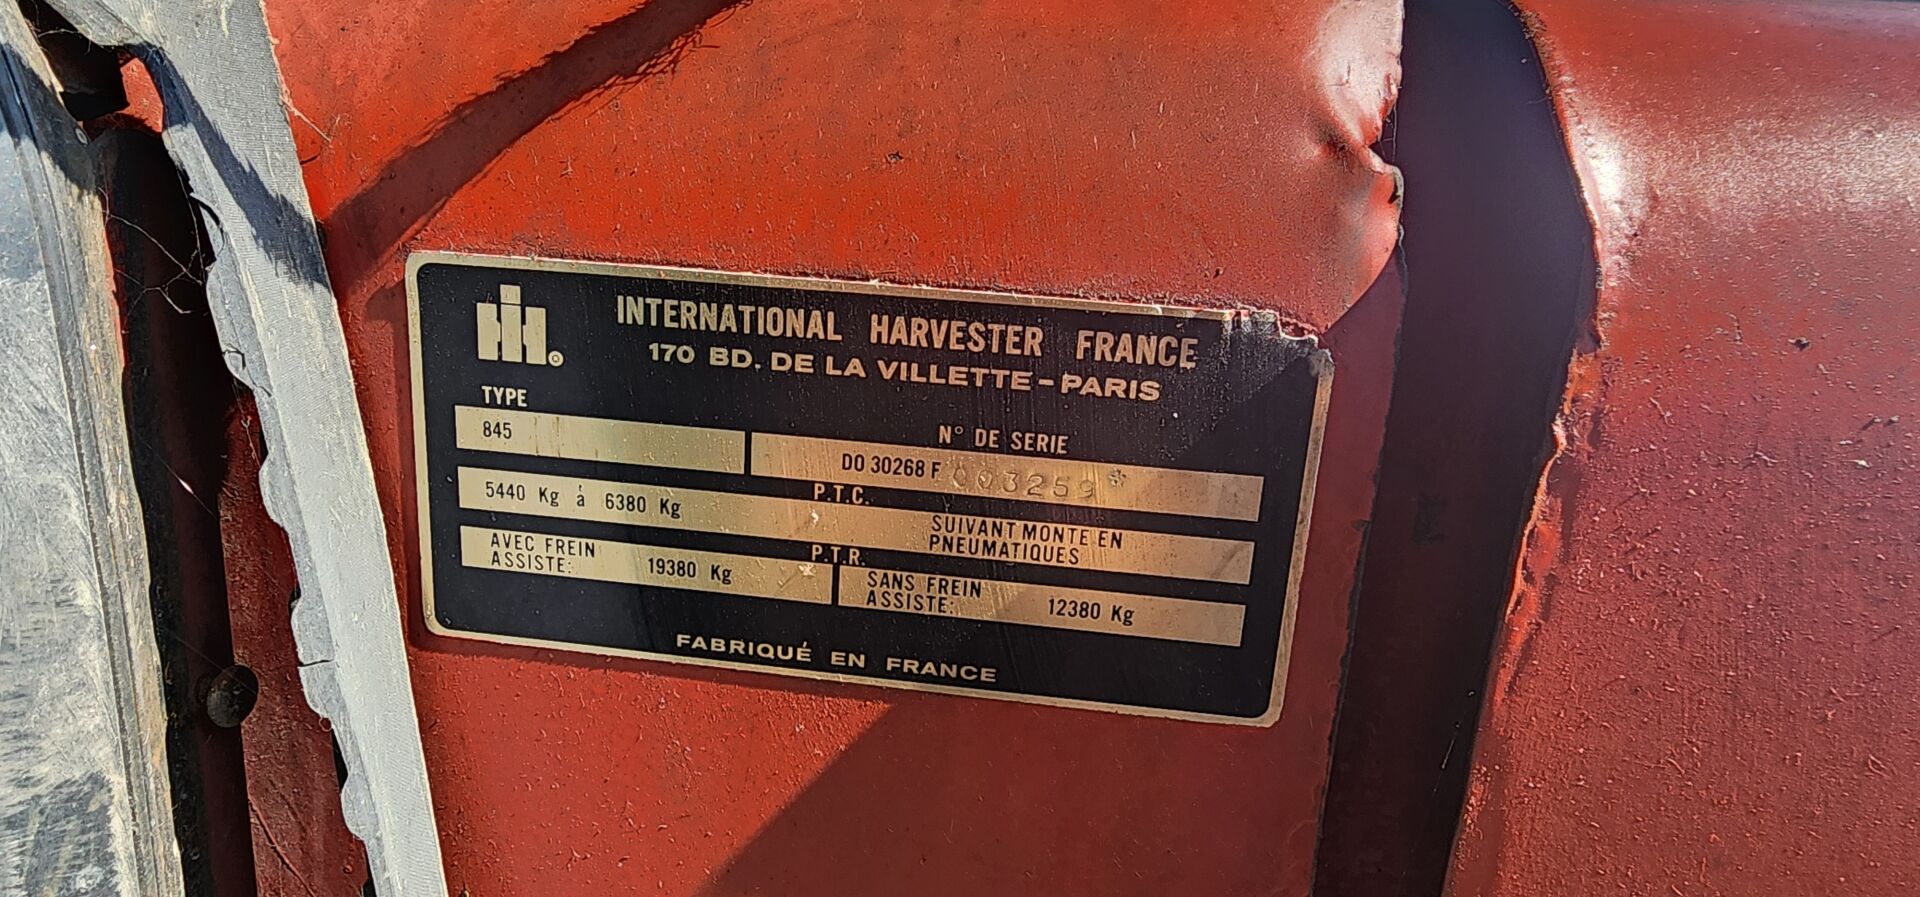 INTERNATIONAL HARVESTER FRANCE
170 BD. DE LA VILLETTE-PARIS
TYPE
845
N° DE SERIE
DO 30268 F 003259*
P.T.C.
5440 Kg à 6380 Kg
SUIVANT MONTE EN
PNEUMATIQUES
P.T.R.
AVEC FREIN
ASSISTE: 19380 Kg
SANS FREIN
ASSISTE: 12380 Kg
FABRIQUÉ EN FRANCE